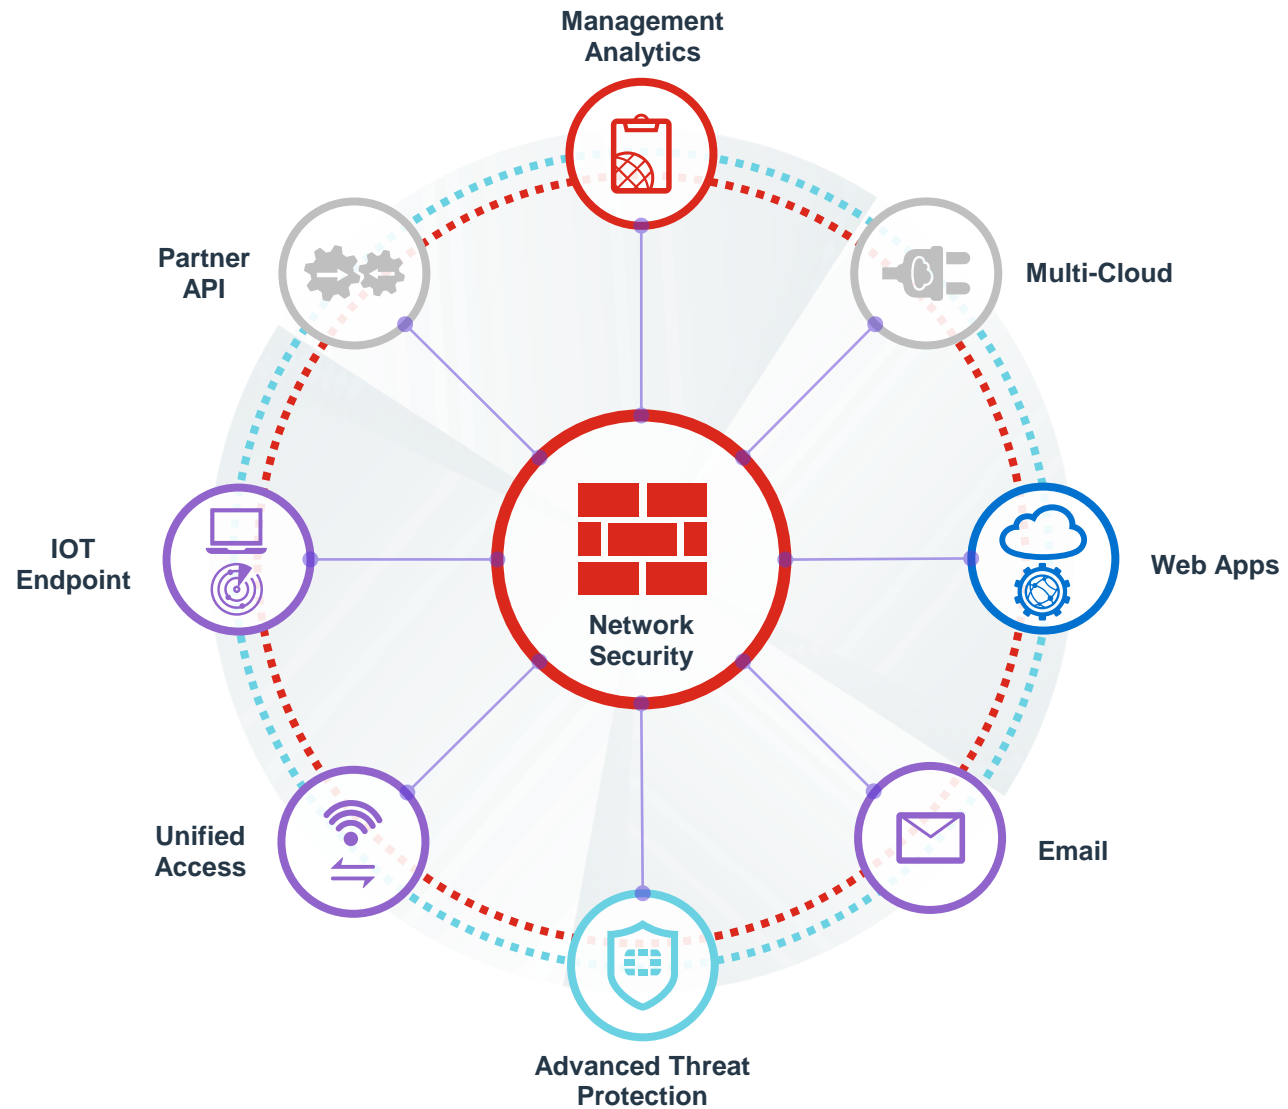 Management
Analytics
Partner
API
Multi-Cloud
IOT
Endpoint
Web Apps
Network
Security
Unified
Access
Email
Advanced Threat
Protection